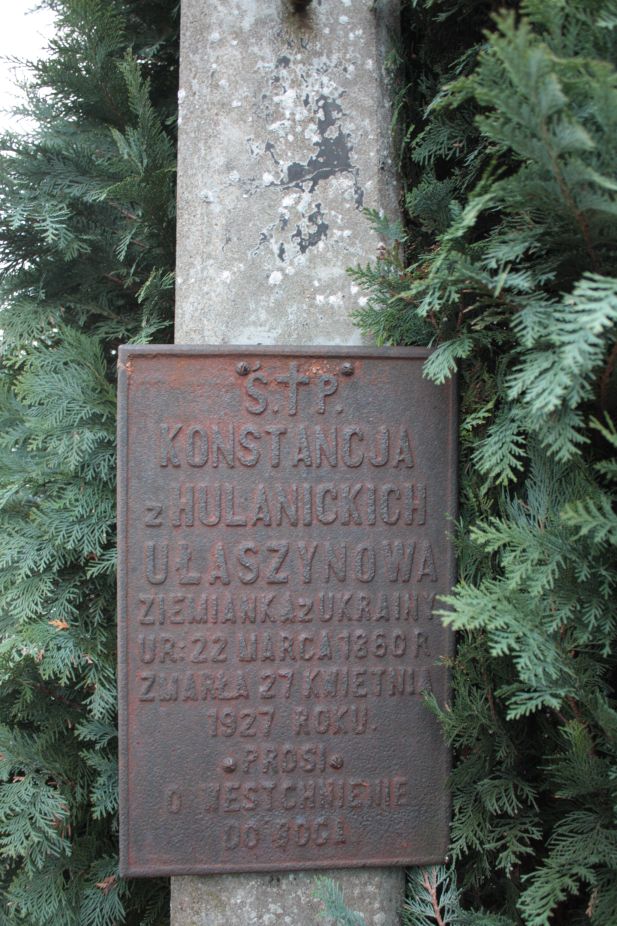 Ś.†P.
KONSTANCJA
z HULANICKICH
UŁASZYNOWA
ZIEMIANKA z UKRAINY
UR: 22 MARCA 1860 R
ZMARŁA 27 KWIETNIA
1927 ROKU.
•PROSI•
O WESTCHNIENIE
DO BOGA